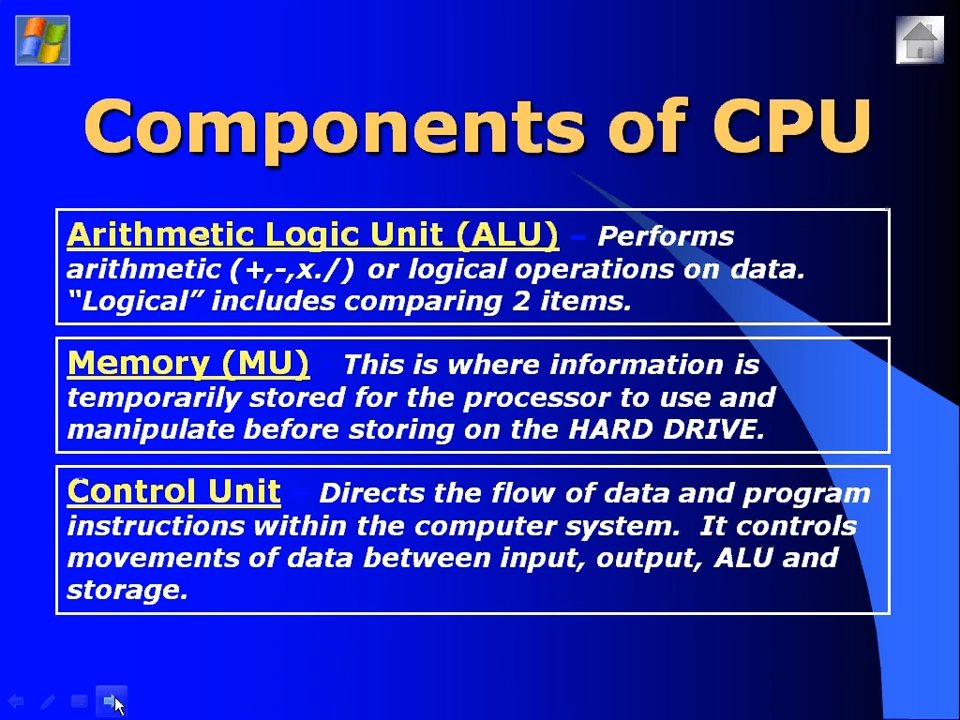 Components of CPU
Arithmetic Logic Unit (ALU) – Performs
arithmetic (+,-,x./) or logical operations on data.
“Logical” includes comparing 2 items.
Memory (MU) – This is where information is
temporarily stored for the processor to use and
manipulate before storing on the HARD DRIVE.
Control Unit – Directs the flow of data and program
instructions within the computer system.  It controls
movements of data between input, output, ALU and
storage.